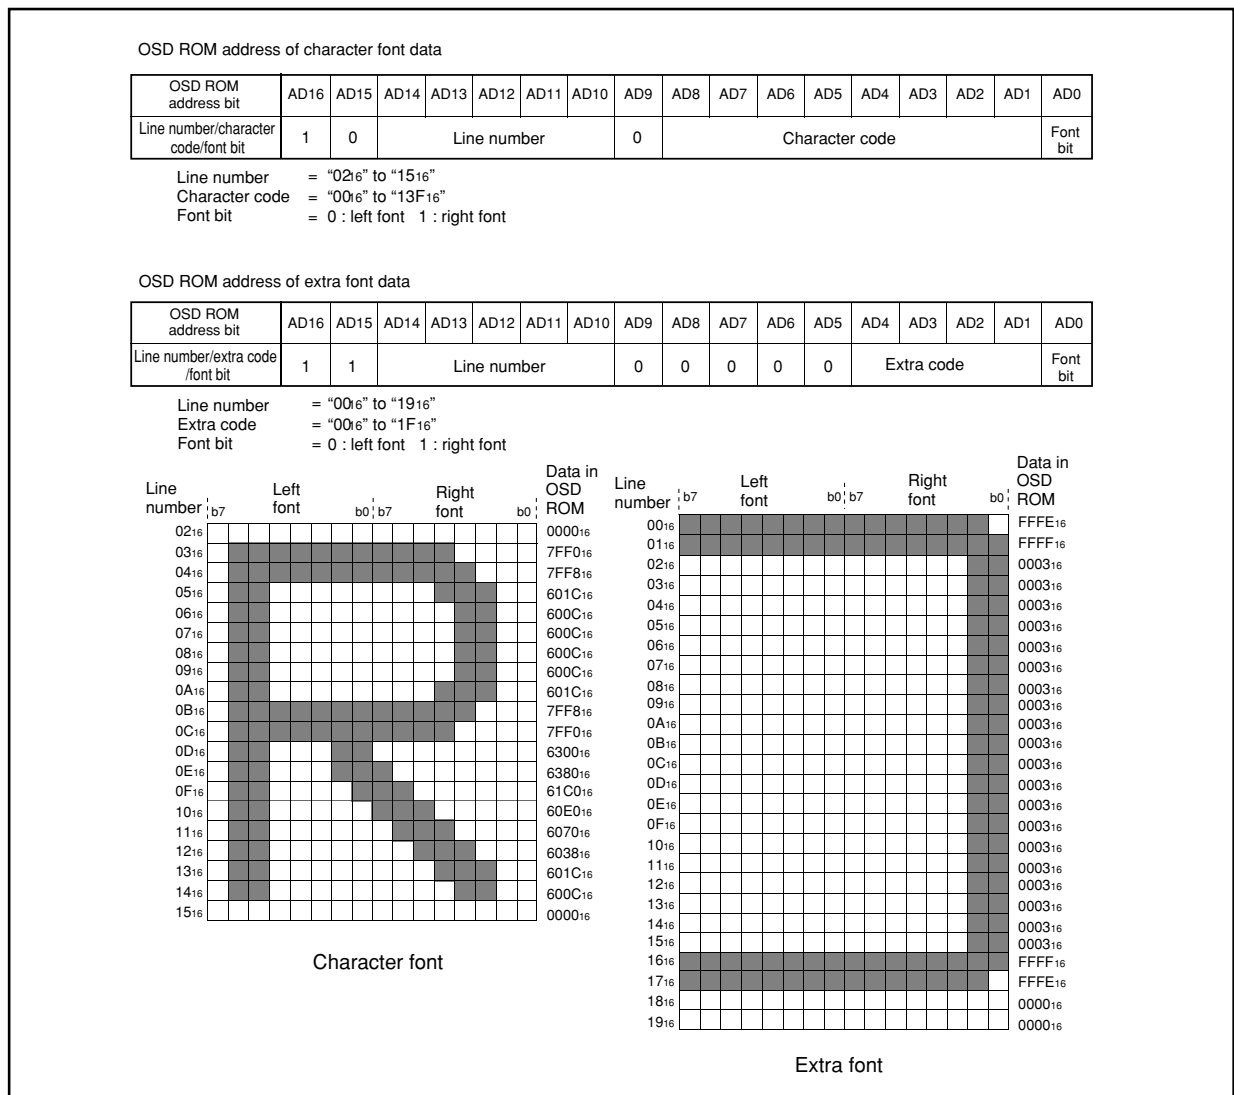 OSD ROM address of character font data
OSD ROM address bit AD16 AD15 AD14 AD13 AD12 AD11 AD10 AD9 AD8 AD7 AD6 AD5 AD4 AD3 AD2 AD1 AD0
Line number/character code/font bit 1 0 Line number 0 Character code Font bit
Line number = “0216” to “1516”
Character code = “0016” to “13F16”
Font bit = 0 : left font 1 : right font
OSD ROM address of extra font data
OSD ROM address bit AD16 AD15 AD14 AD13 AD12 AD11 AD10 AD9 AD8 AD7 AD6 AD5 AD4 AD3 AD2 AD1 AD0
Line number/extra code /font bit 1 1 Line number 0 0 0 0 0 Extra code Font bit
Line number = “0016” to “1916”
Extra code = “0016” to “1F16”
Font bit = 0 : left font 1 : right font
Line number b7 Left font b0 b7 Right font b0 Data in OSD ROM
0216 000016
0316 7FF016
0416 7FF816
0516 601C16
0616 600C16
0716 600C16
0816 600C16
0916 600C16
0A16 601C16
0B16 7FF816
0C16 7FF016
0D16 630016
0E16 638016
0F16 61C016
1016 60E016
1116 607016
1216 603816
1316 601C16
1416 600C16
1516 000016
Character font
Line number b7 Left font b0 b7 Right font b0 Data in OSD ROM
0016 FFFE16
0116 FFFF16
0216 000316
0316 000316
0416 000316
0516 000316
0616 000316
0716 000316
0816 000316
0916 000316
0A16 000316
0B16 000316
0C16 000316
0D16 000316
0E16 000316
0F16 000316
1016 000316
1116 000316
1216 000316
1316 000316
1416 000316
1516 000316
1616 FFFF16
1716 FFFE16
1816 000016
1916 000016
Extra font